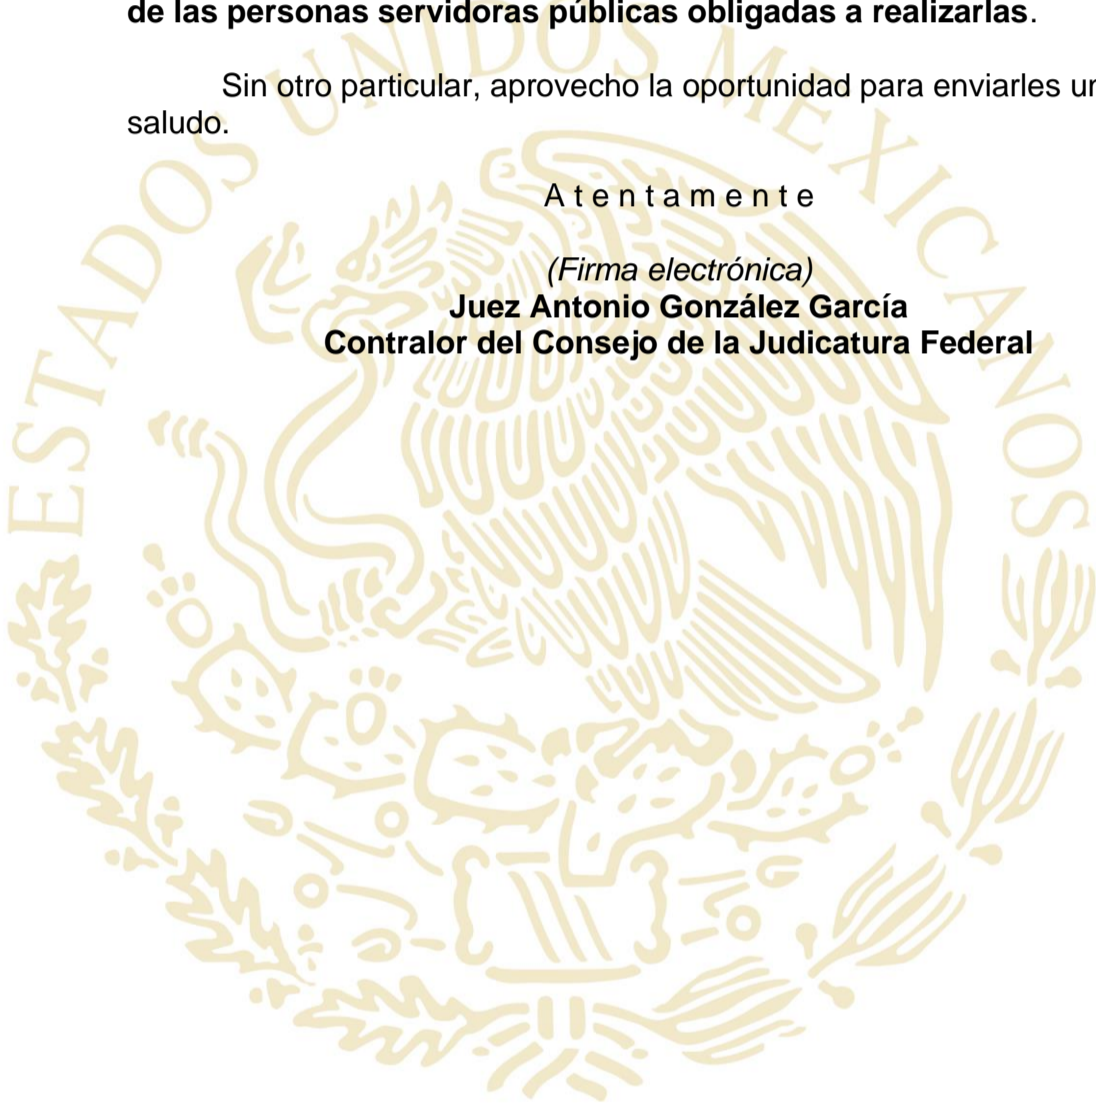 de las personas servidoras públicas obligadas a realizarlas.
Sin otro particular, aprovecho la oportunidad para enviarles
saludo.
ESTADOS UNIDOS MEXICANOS
A t e n t a m e n t e
(Firma electrónica)
Juez Antonio González García
Contralor del Consejo de la Judicatura Federal